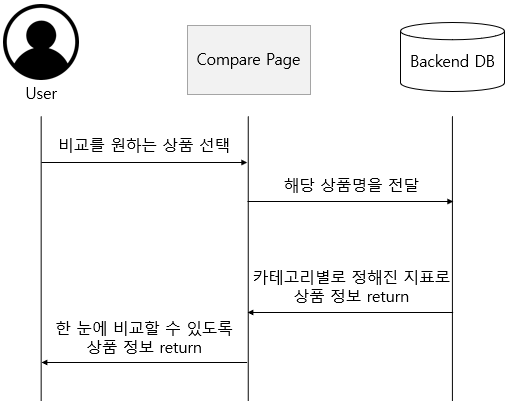 User
Compare Page
Backend DB
비교를 원하는 상품 선택
해당 상품명을 전달
카테고리별로 정해진 지표로
상품 정보 return
한 눈에 비교할 수 있도록
상품 정보 return